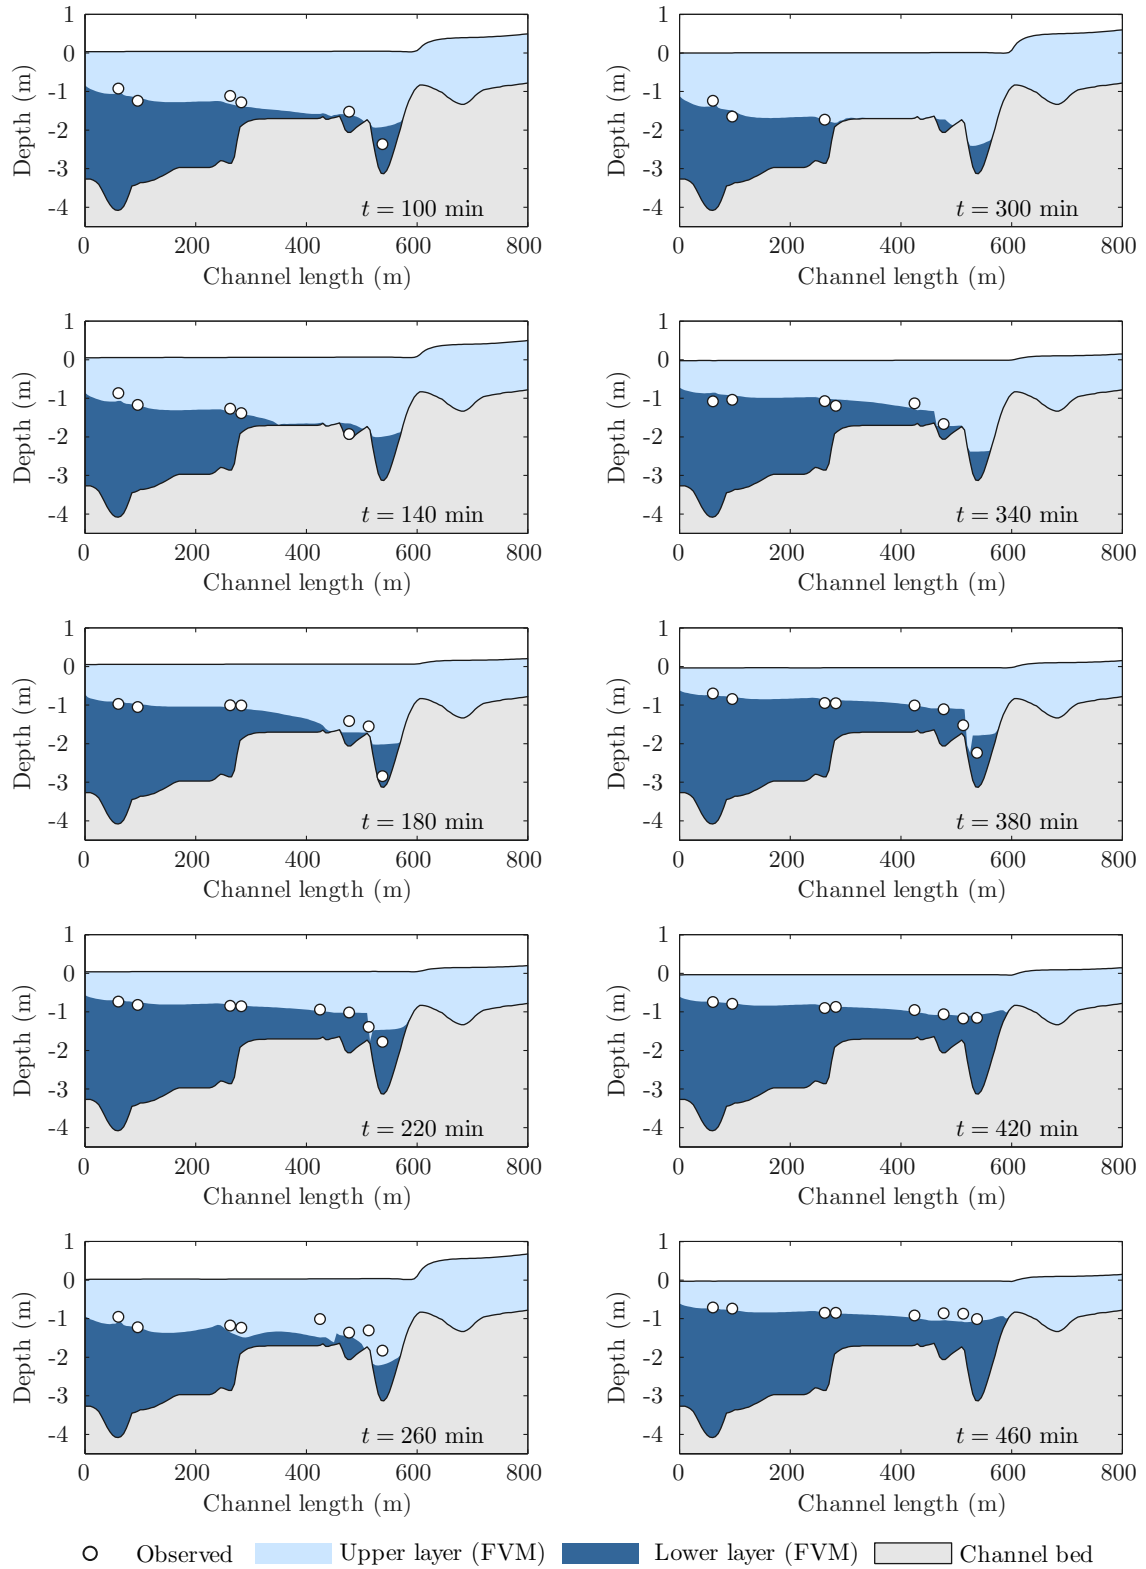 1
0
-1
-2
-3
-4
Depth (m)
t = 100 min
0 200 400 600 800
Channel length (m)
1
0
-1
-2
-3
-4
Depth (m)
t = 300 min
0 200 400 600 800
Channel length (m)
1
0
-1
-2
-3
-4
Depth (m)
t = 140 min
0 200 400 600 800
Channel length (m)
1
0
-1
-2
-3
-4
Depth (m)
t = 340 min
0 200 400 600 800
Channel length (m)
1
0
-1
-2
-3
-4
Depth (m)
t = 180 min
0 200 400 600 800
Channel length (m)
1
0
-1
-2
-3
-4
Depth (m)
t = 380 min
0 200 400 600 800
Channel length (m)
1
0
-1
-2
-3
-4
Depth (m)
t = 220 min
0 200 400 600 800
Channel length (m)
1
0
-1
-2
-3
-4
Depth (m)
t = 420 min
0 200 400 600 800
Channel length (m)
1
0
-1
-2
-3
-4
Depth (m)
t = 260 min
0 200 400 600 800
Channel length (m)
1
0
-1
-2
-3
-4
Depth (m)
t = 460 min
0 200 400 600 800
Channel length (m)
Observed Upper layer (FVM) Lower layer (FVM) Channel bed